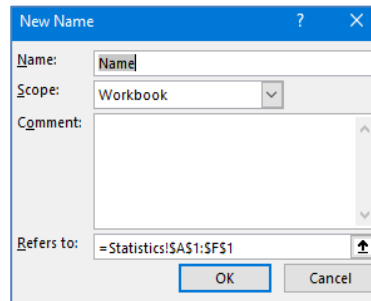 New Name ? ×
Name: Name
Scope: Workbook
Comment:
Refers to: =Statistics!$A$1:$F$1
OK Cancel